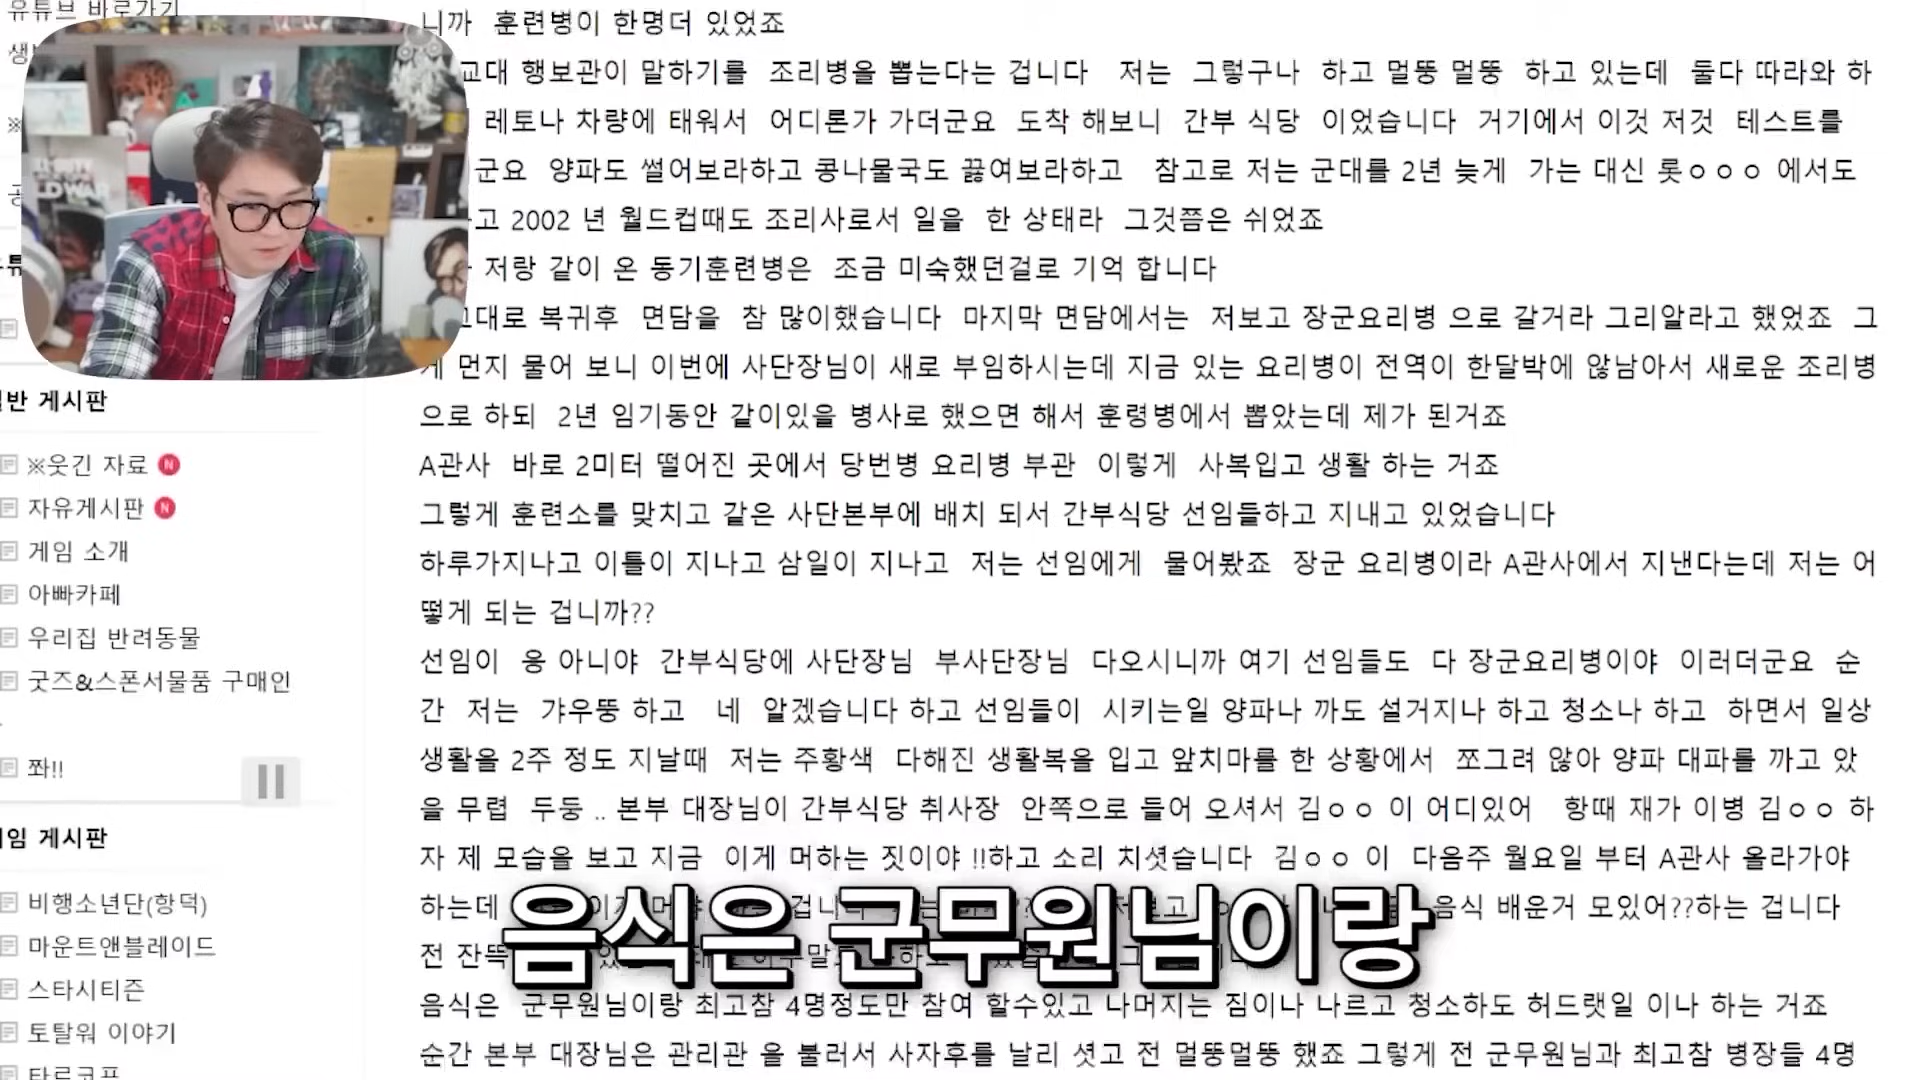 유튜브 바로가기
니까 훈련병이 한명더 있었죠
교대 행보관이 말하기를 조리병을 뽑는다는 겁니다 저는 그렇구나 하고 멀뚱 멀뚱 하고 있는데 둘다 따라와 하
레토나 차량에 태워서 어디론가 가더군요 도착 해보니 간부 식당 이었습니다 거기에서 이것 저것 테스트를
군요 양파도 썰어보라하고 콩나물국도 끓여보라하고 참고로 저는 군대를 2년 늦게 가는 대신 롯ㅇㅇㅇ 에서도
고 2002 년 월드컵때도 조리사로서 일을 한 상태라 그것쯤은 쉬었죠
저랑 같이 온 동기훈련병은 조금 미숙했던걸로 기억 합니다
교대로 복귀후 면담을 참 많이했습니다 마지막 면담에서는 저보고 장군요리병 으로 갈거라 그리알라고 했었죠 그
게 먼지 물어 보니 이번에 사단장님이 새로 부임하시는데 지금 있는 요리병이 전역이 한달박에 않남아서 새로운 조리병
으로 하되 2년 임기동안 같이있을 병사로 했으면 해서 훈령병에서 뽑았는데 제가 된거죠
A관사 바로 2미터 떨어진 곳에서 당번병 요리병 부관 이렇게 사복입고 생활 하는 거죠
그렇게 훈련소를 맞치고 같은 사단본부에 배치 되서 간부식당 선임들하고 지내고 있었습니다
하루가지나고 이틀이 지나고 삼일이 지나고 저는 선임에게 물어봤죠 장군 요리병이라 A관사에서 지낸다는데 저는 어
떻게 되는 겁니까??
선임이 응 아니야 간부식당에 사단장님 부사단장님 다오시니까 여기 선임들도 다 장군요리병이야 이러더군요 순
간 저는 갸우뚱 하고 네 알겠습니다 하고 선임들이 시키는일 양파나 까도 설거지나 하고 청소나 하고 하면서 일상
생활을 2주 정도 지날때 저는 주황색 다해진 생활복을 입고 앞치마를 한 상황에서 쪼그려 않아 양파 대파를 까고 았
을 무렵 두둥 .. 본부 대장님이 간부식당 취사장 안쪽으로 들어 오셔서 김ㅇㅇ 이 어디있어 항때 재가 이병 김ㅇㅇ 하
자 제 모습을 보고 지금 이게 머하는 짓이야 !!하고 소리 치셧습니다 김ㅇㅇ 이 다음주 월요일 부터 A관사 올라가야
하는데 음식 배운거 모있어??하는 겁니다
전 잔뜩
음식은 군무원님이랑
음식은 군무원님이랑 최고참 4명정도만 참여 할수있고 나머지는 짐이나 나르고 청소하도 허드랫일 이나 하는 거죠
순간 본부 대장님은 관리관 을 불러서 사자후를 날리 셧고 전 멀뚱멀뚱 했죠 그렇게 전 군무원님과 최고참 병장들 4명
일반 게시판
※웃긴 자료 N
자유게시판 N
게임 소개
아빠카페
우리집 반려동물
굿즈&스폰서물품 구매인
쫘!!
게임 게시판
비행소년단(항덕)
마운트앤블레이드
스타시티즌
토탈워 이야기
타르코프